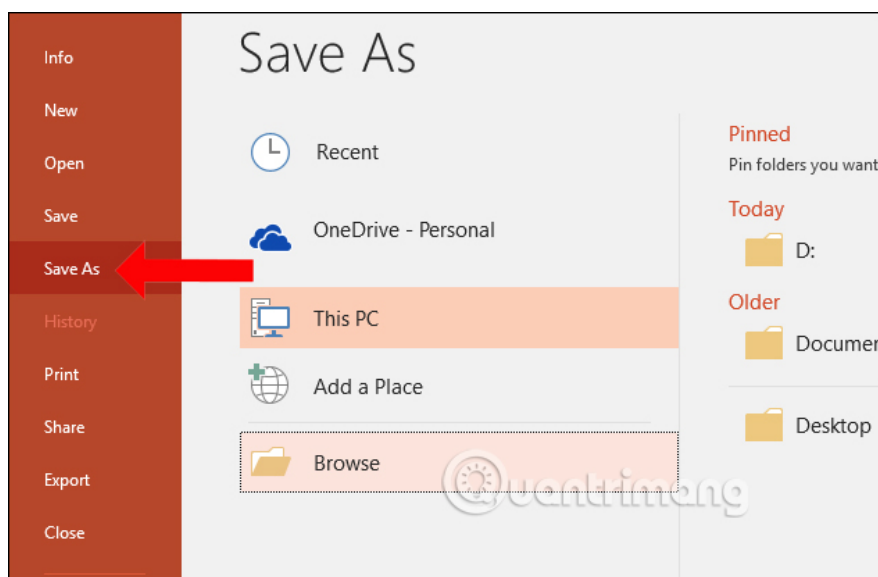 Info
New
Open
Save
Save As
History
Print
Share
Export
Close
Save As
Recent
OneDrive - Personal
This PC
Add a Place
Browse
Pinned
Pin folders you want
Today
D:
Older
Documen
Desktop
Quantrimang